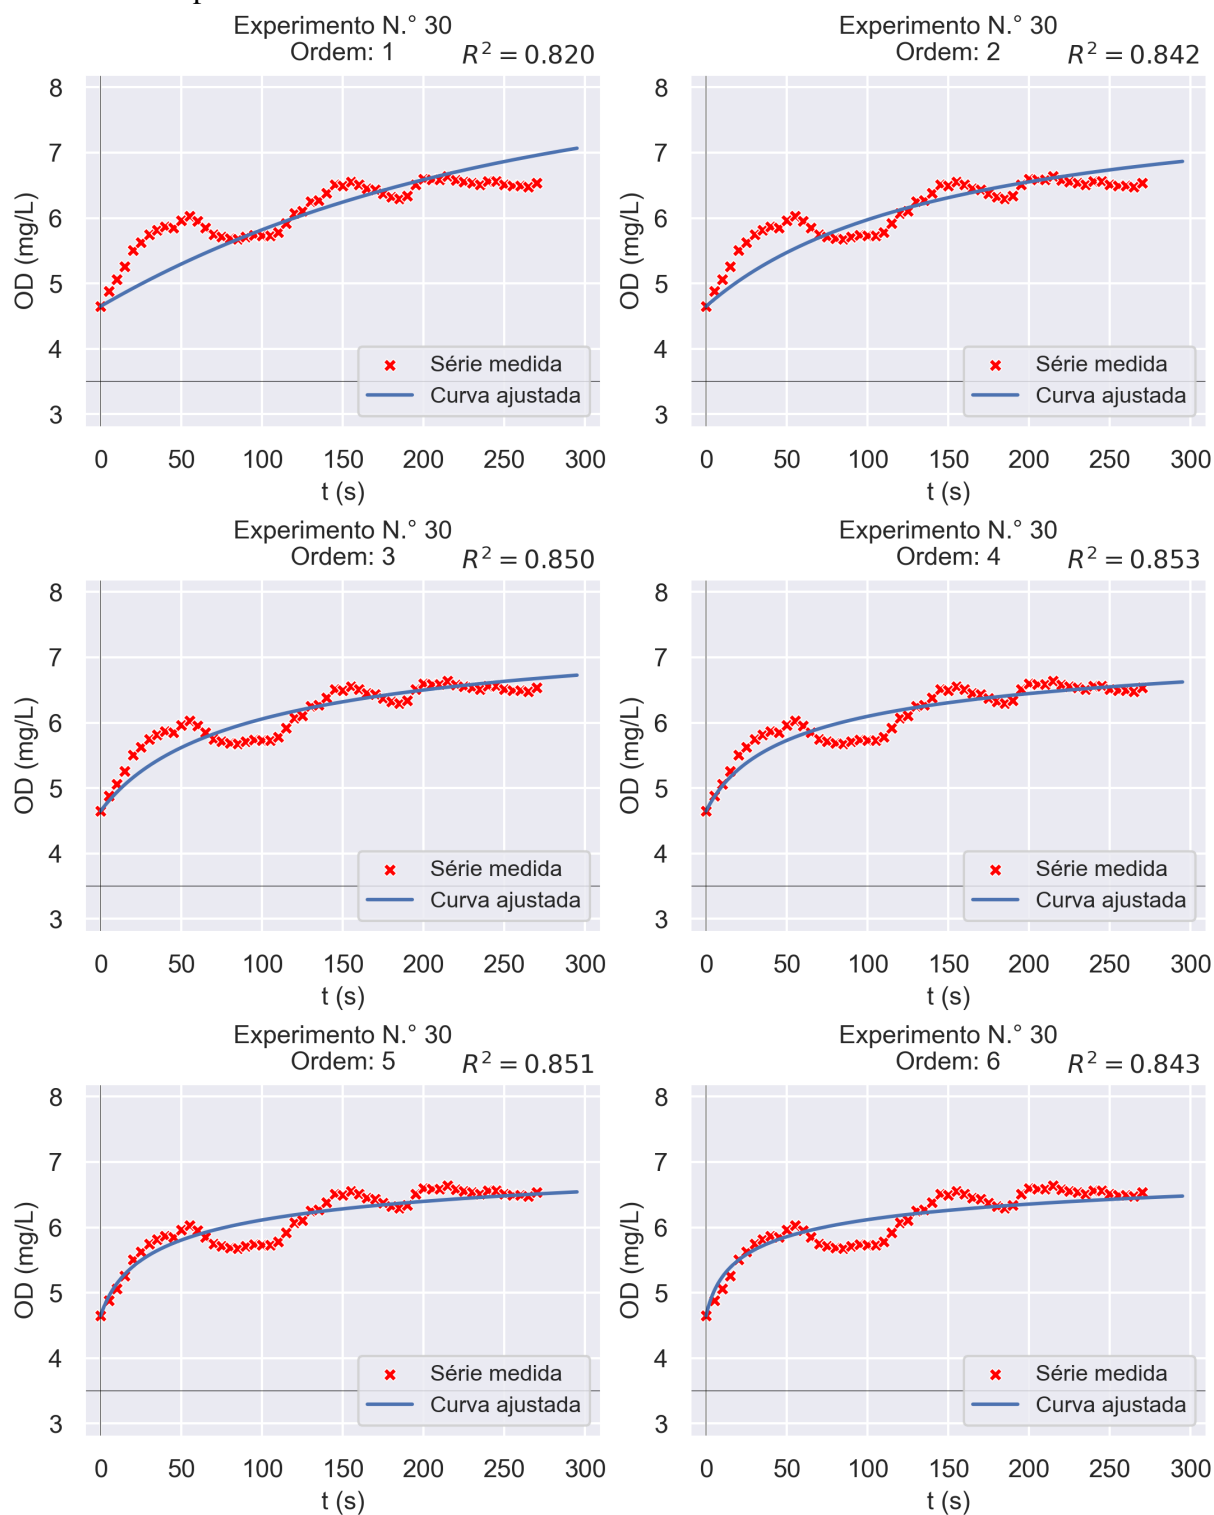 Experimento N.° 30
Ordem: 1 R² = 0.820
8
7
6
5
4
3
OD (mg/L)
Série medida
Curva ajustada
0 50 100 150 200 250 300
t (s)
Experimento N.° 30
Ordem: 2 R² = 0.842
8
7
6
5
4
3
OD (mg/L)
Série medida
Curva ajustada
0 50 100 150 200 250 300
t (s)
Experimento N.° 30
Ordem: 3 R² = 0.850
8
7
6
5
4
3
OD (mg/L)
Série medida
Curva ajustada
0 50 100 150 200 250 300
t (s)
Experimento N.° 30
Ordem: 4 R² = 0.853
8
7
6
5
4
3
OD (mg/L)
Série medida
Curva ajustada
0 50 100 150 200 250 300
t (s)
Experimento N.° 30
Ordem: 5 R² = 0.851
8
7
6
5
4
3
OD (mg/L)
Série medida
Curva ajustada
0 50 100 150 200 250 300
t (s)
Experimento N.° 30
Ordem: 6 R² = 0.843
8
7
6
5
4
3
OD (mg/L)
Série medida
Curva ajustada
0 50 100 150 200 250 300
t (s)